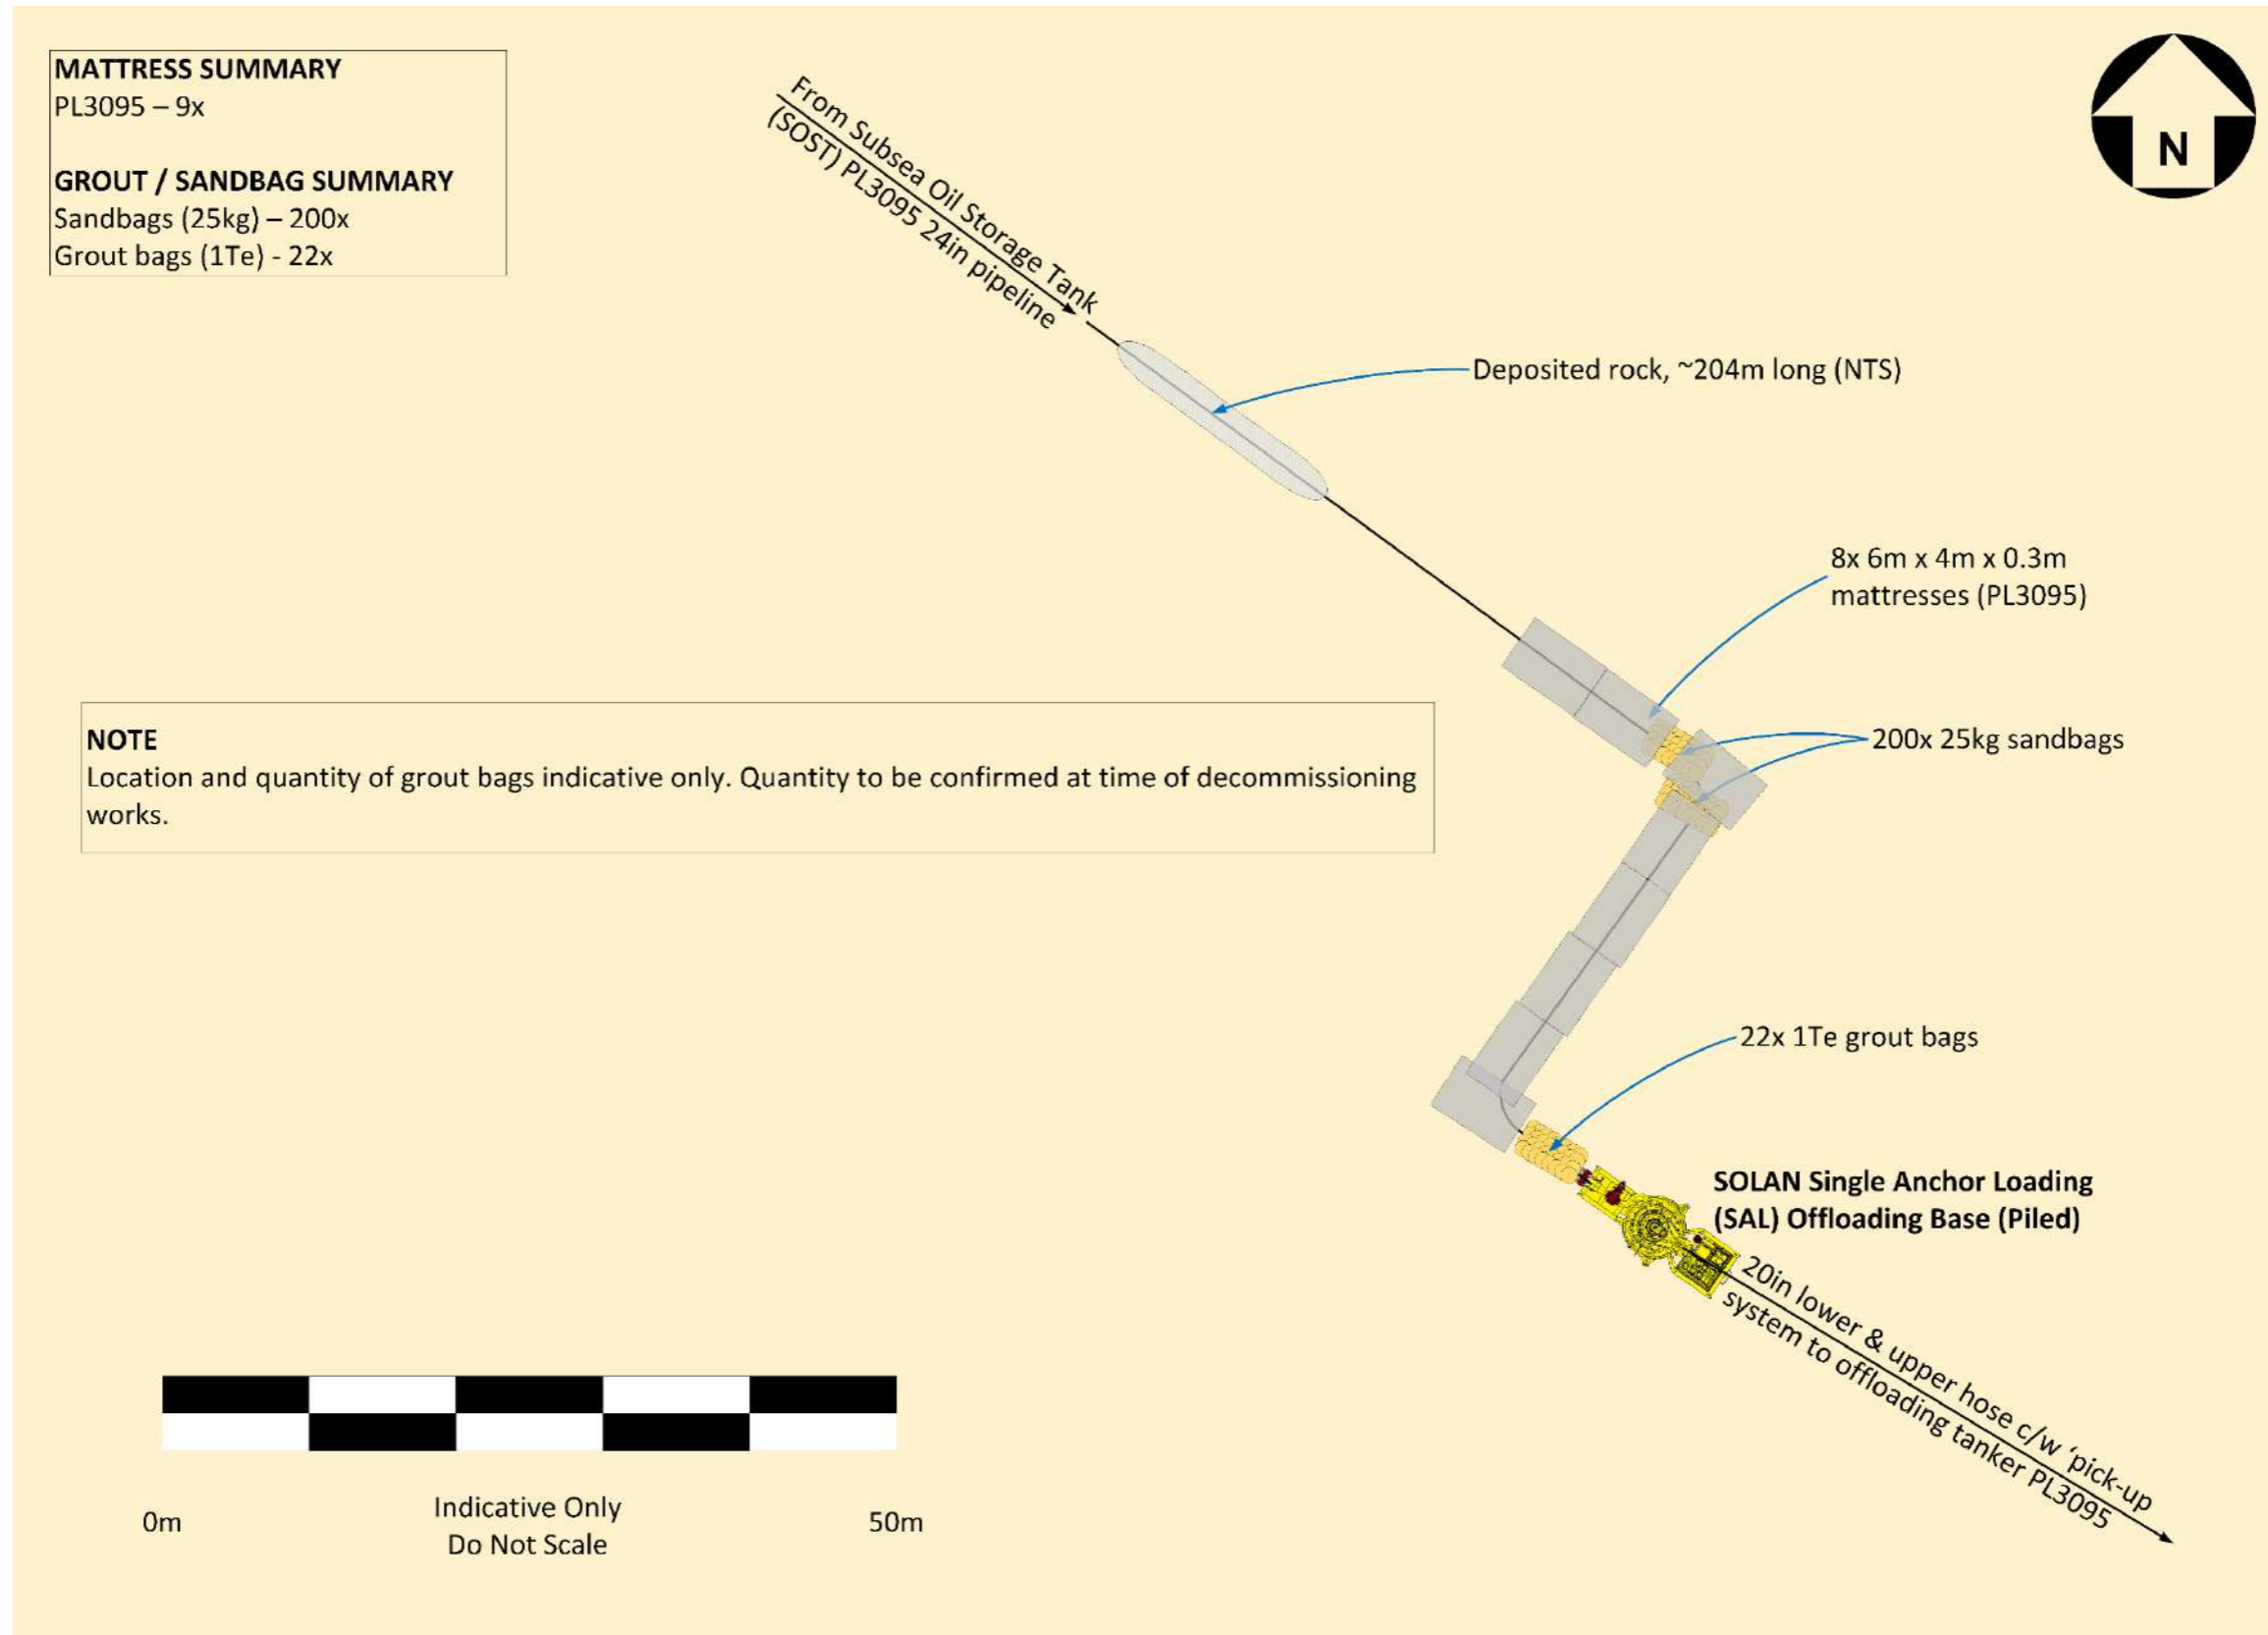 MATTRESS SUMMARY
PL3095 – 9x
GROUT / SANDBAG SUMMARY
Sandbags (25kg) – 200x
Grout bags (1Te) - 22x
From Subsea Oil Storage Tank
(SOST) PL3095 24in pipeline
N
Deposited rock, ~204m long (NTS)
8x 6m x 4m x 0.3m
mattresses (PL3095)
NOTE
Location and quantity of grout bags indicative only. Quantity to be confirmed at time of decommissioning
works.
200x 25kg sandbags
22x 1Te grout bags
SOLAN Single Anchor Loading
(SAL) Offloading Base (Piled)
20in lower & upper hose c/w ‘pick-up
system to offloading tanker PL3095
0m
Indicative Only
Do Not Scale
50m